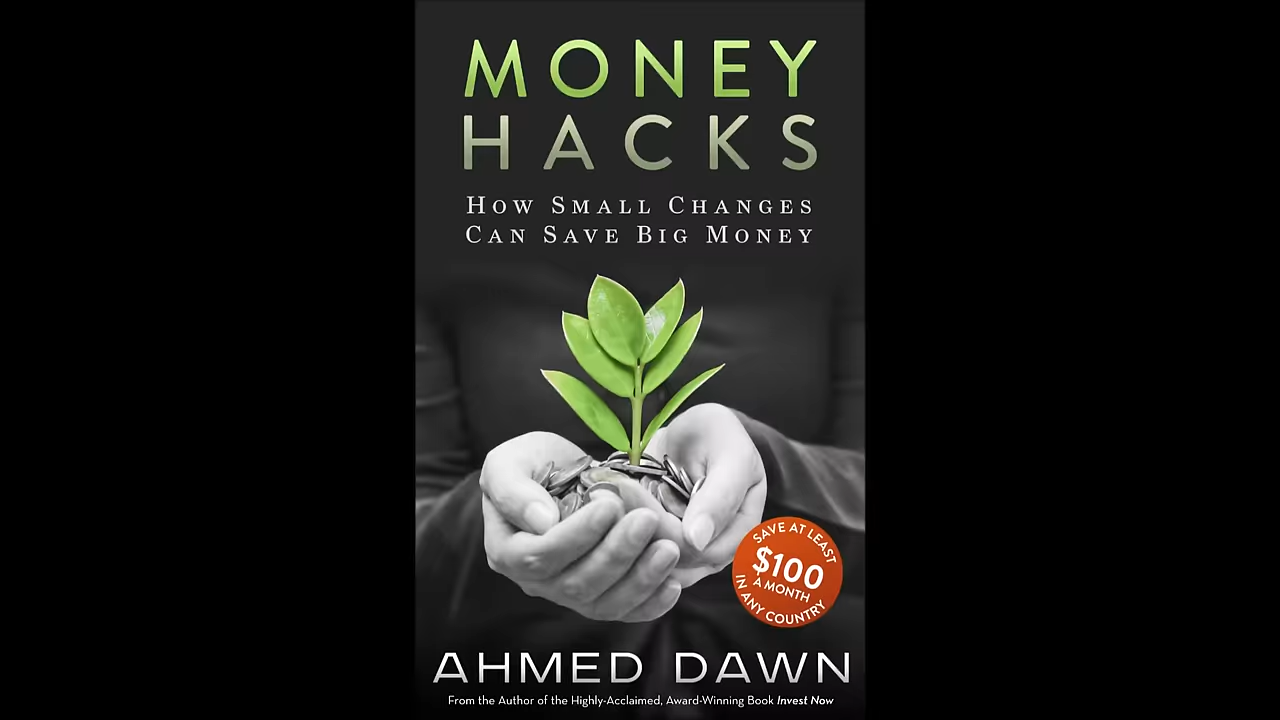 MONEY
HACKS
HOW SMALL CHANGES
CAN SAVE BIG MONEY
SAVE AT LEAST
$100
A MONTH
IN ANY COUNTRY
AHMED DAWN
From the Author of the Highly-Acclaimed, Award-Winning Book Invest Now